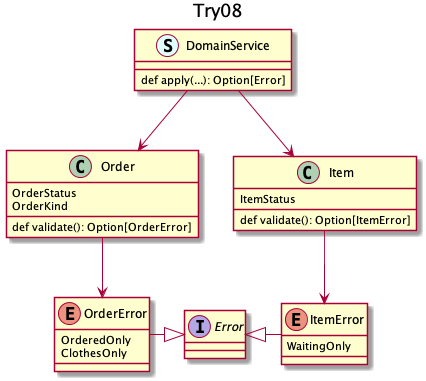 Try08
S DomainService
def apply(...): Option[Error]
C Order
OrderStatus
OrderKind
def validate(): Option[OrderError]
C Item
ItemStatus
def validate(): Option[ItemError]
E OrderError
OrderedOnly
ClothesOnly
I Error
E ItemError
WaitingOnly